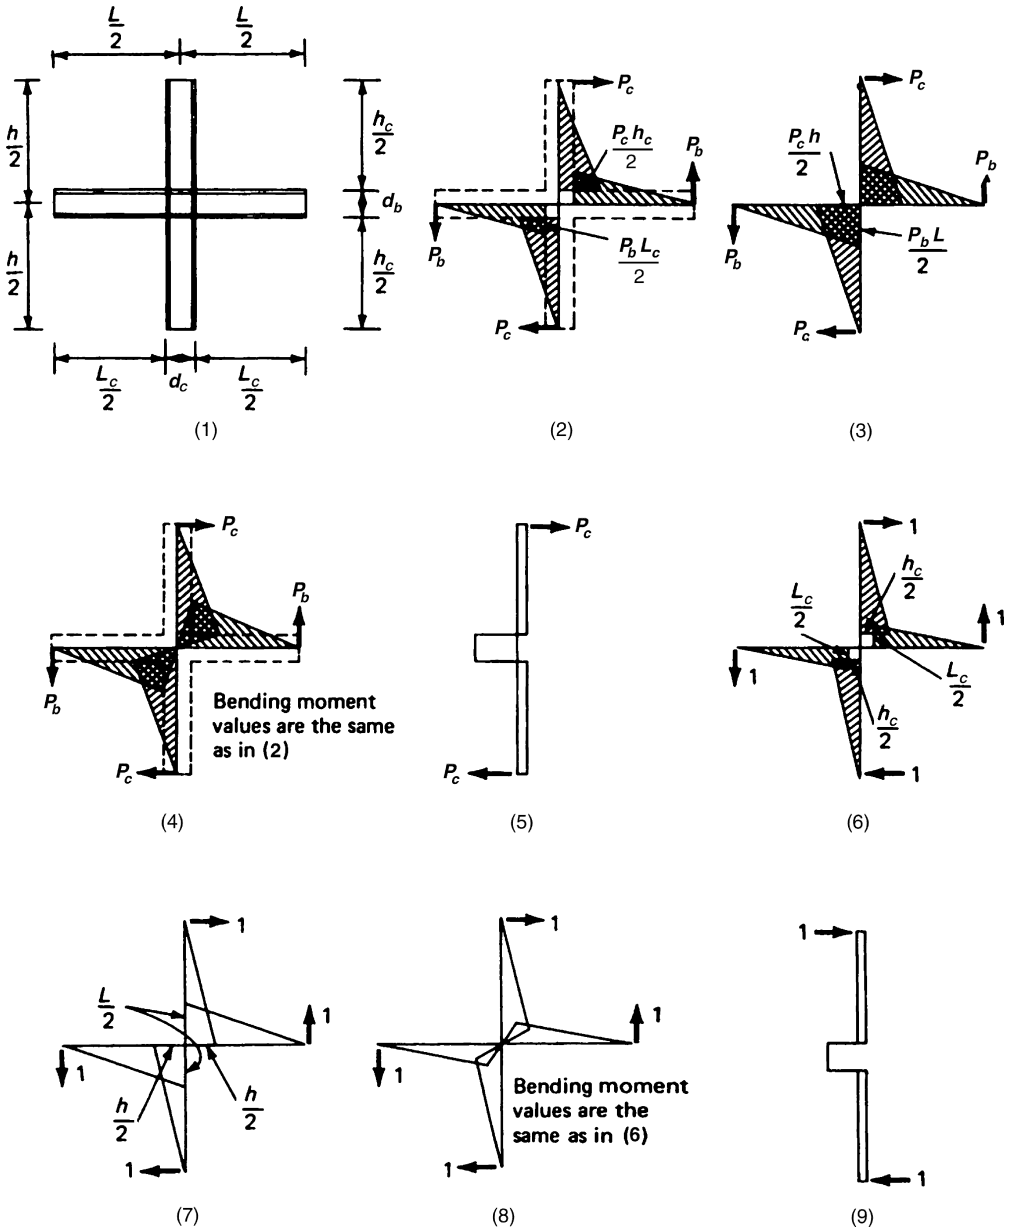 L/2 L/2
h/2 h_c/2
d_b
h/2 h_c/2
L_c/2 d_c L_c/2
(1)
P_c
P_c h_c/2
P_b
P_b
P_b L_c/2
P_c
(2)
P_c
P_c h/2
P_b
P_b
P_b L/2
P_c
(3)
P_c
P_b
P_b
Bending moment
values are the same
as in (2)
P_c
(4)
P_c
P_c
(5)
1
h_c/2
L_c/2
1
1
L_c/2
h_c/2
1
(6)
1
L/2
1
1
h/2 h/2
1
(7)
1
1
1
Bending moment
values are the
same as in (6)
1
(8)
1
1
(9)